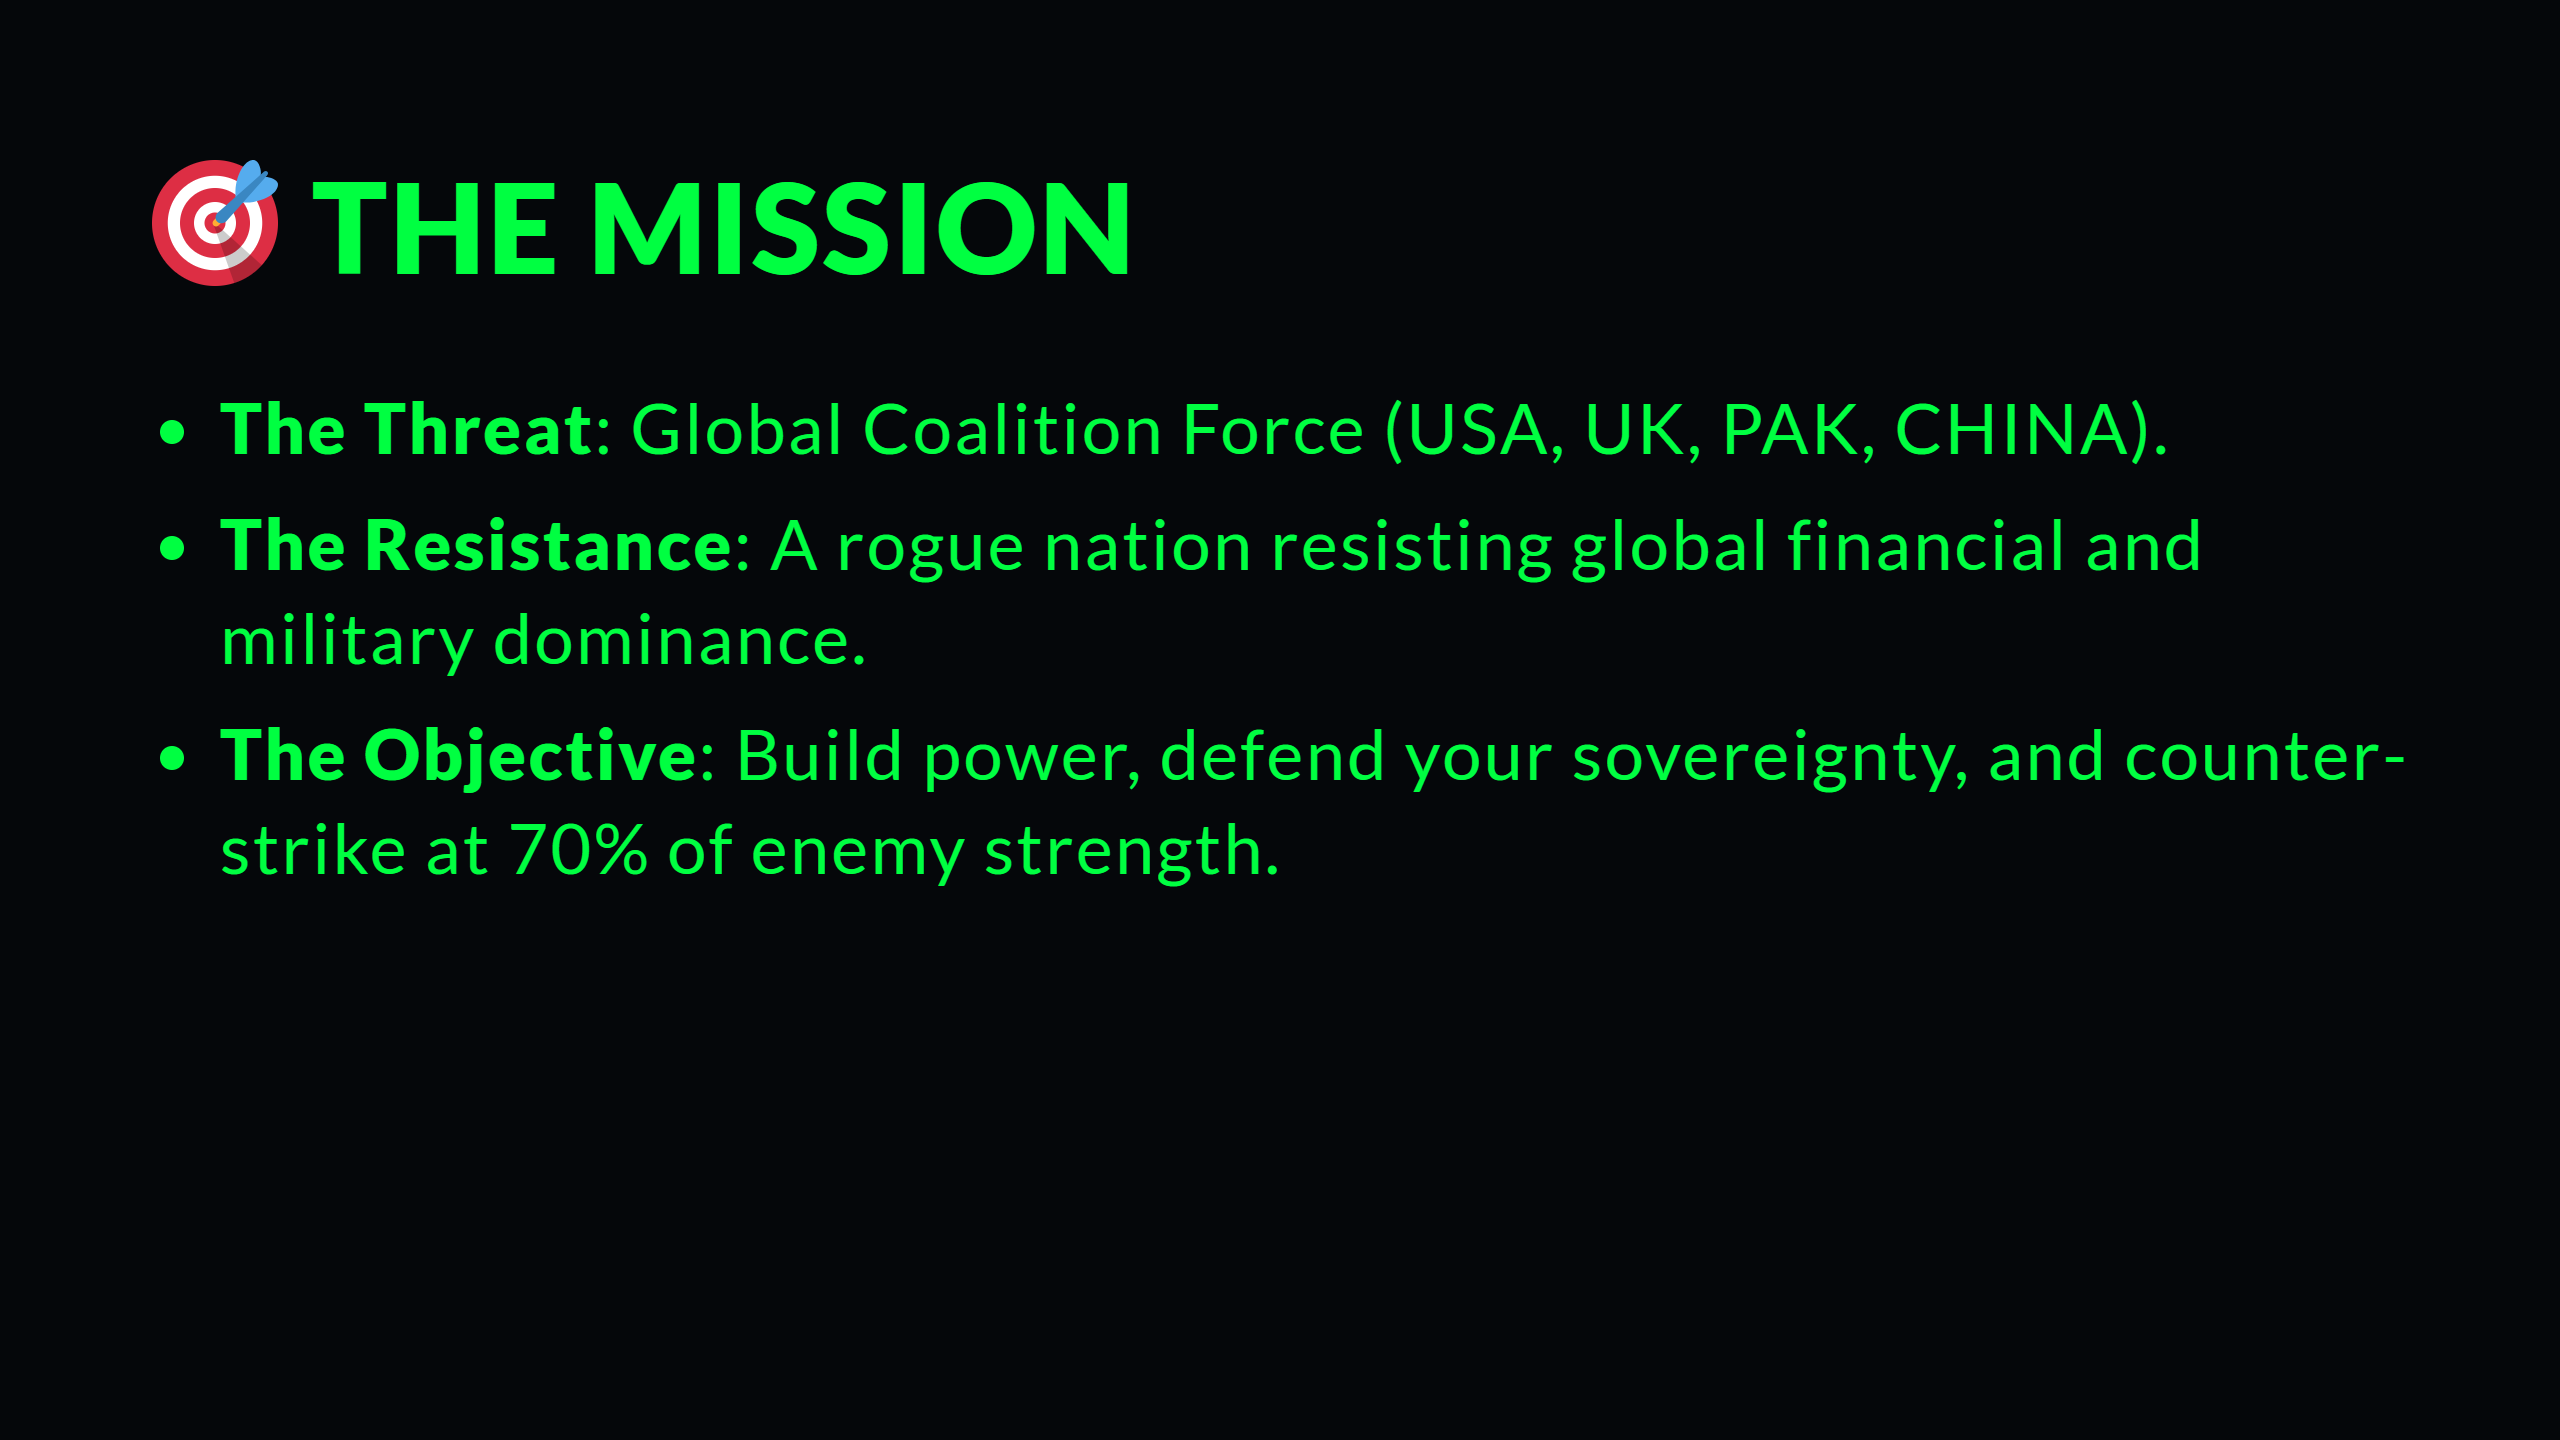 🎯 THE MISSION
• The Threat: Global Coalition Force (USA, UK, PAK, CHINA).
• The Resistance: A rogue nation resisting global financial and
military dominance.
• The Objective: Build power, defend your sovereignty, and counter-
strike at 70% of enemy strength.